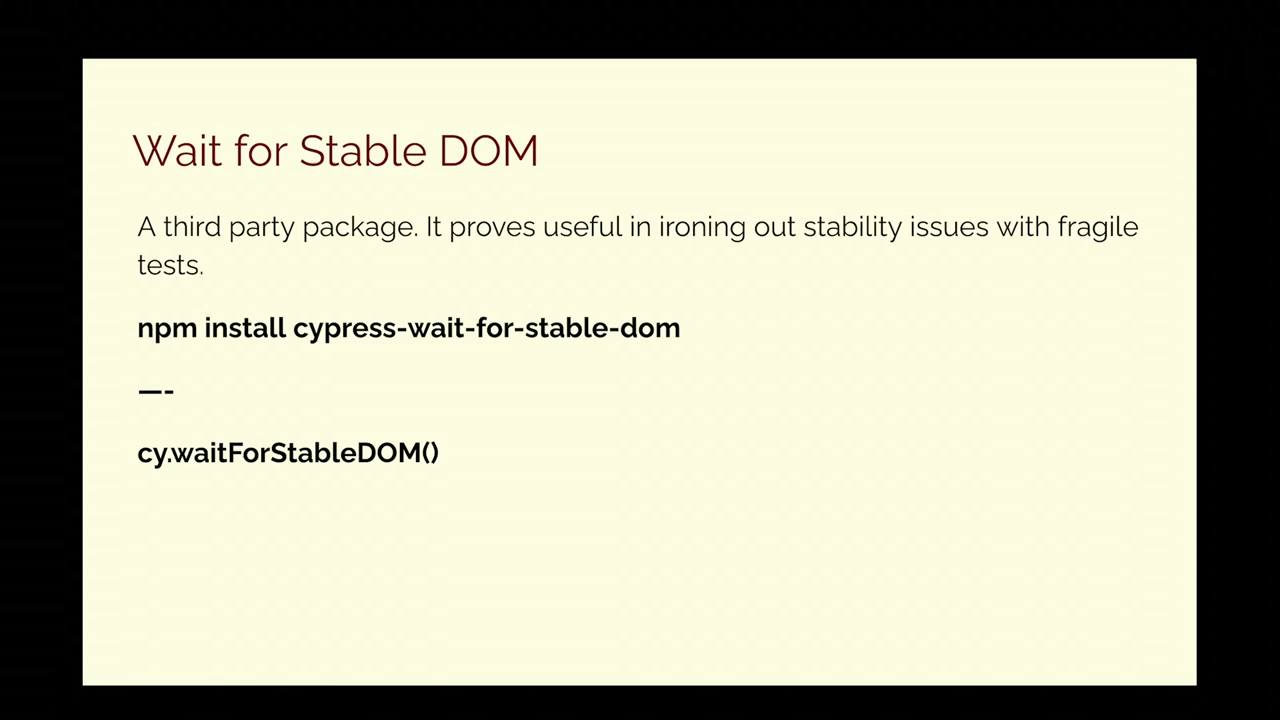 Wait for Stable DOM
A third party package. It proves useful in ironing out stability issues with fragile
tests.
npm install cypress-wait-for-stable-dom
—-
cy.waitForStableDOM()